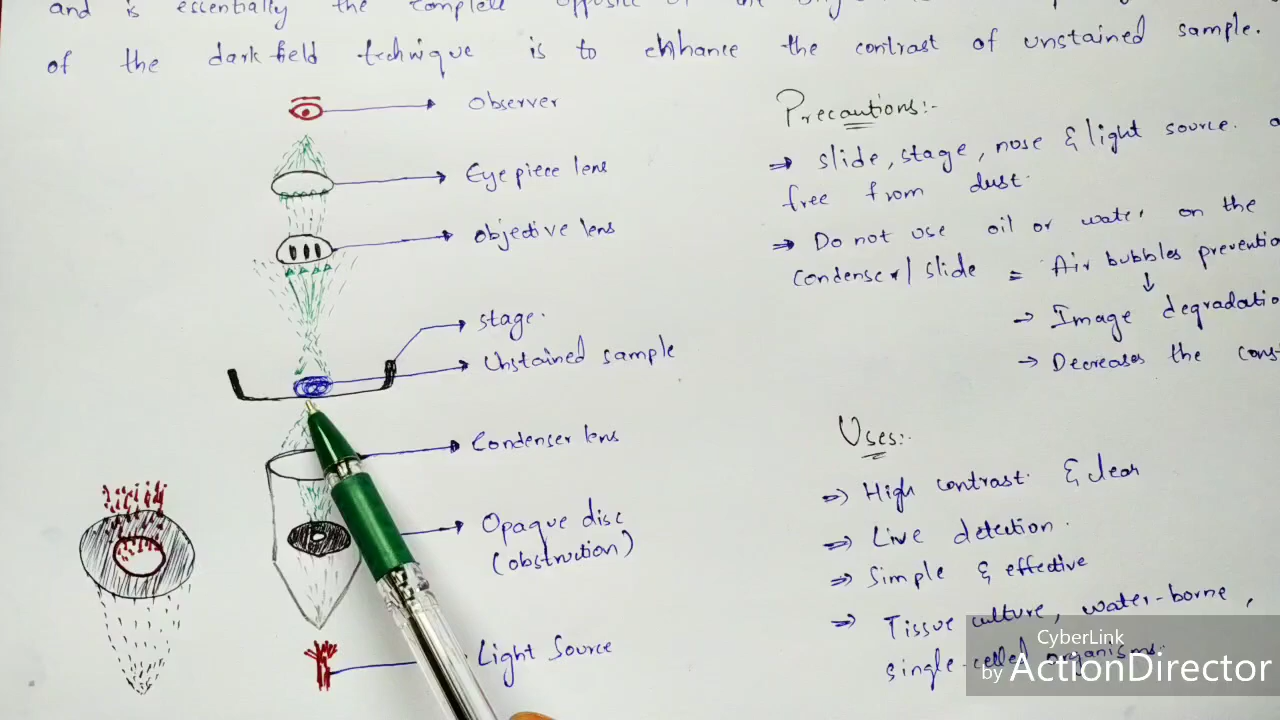 and is essentially the complete opposite of the
of the dark field technique is to enhance the contrast of unstained sample.
Observer
Eye piece lens
objective lens
stage.
Unstained sample
Condenser lens
Opaque disc
(obstruction)
Light Source
Precautions:-
⇒ slide, stage, nose & light source.
free from dust.
⇒ Do not use oil or water on the
condenser/slide = Air bubbles preventio
↓
→ Image degradatio
→ Decreases the
Uses:-
⇒ High contrast & clear
⇒ Live detection.
⇒ Simple & effective
⇒ Tissue culture, water-borne,
single-celled organisms.
CyberLink
by ActionDirector